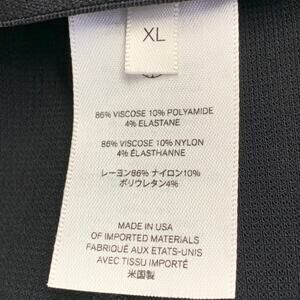 XL
86% VISCOSE 10% POLYAMIDE
4% ELASTANE
86% VISCOSE 10% NYLON
4% ÉLASTHANNE
レーヨン86% ナイロン10%
ポリウレタン4%
MADE IN USA
OF IMPORTED MATERIALS
FABRIQUÉ AUX ETATS-UNIS
AVEC TISSU IMPORTÉ
米国製